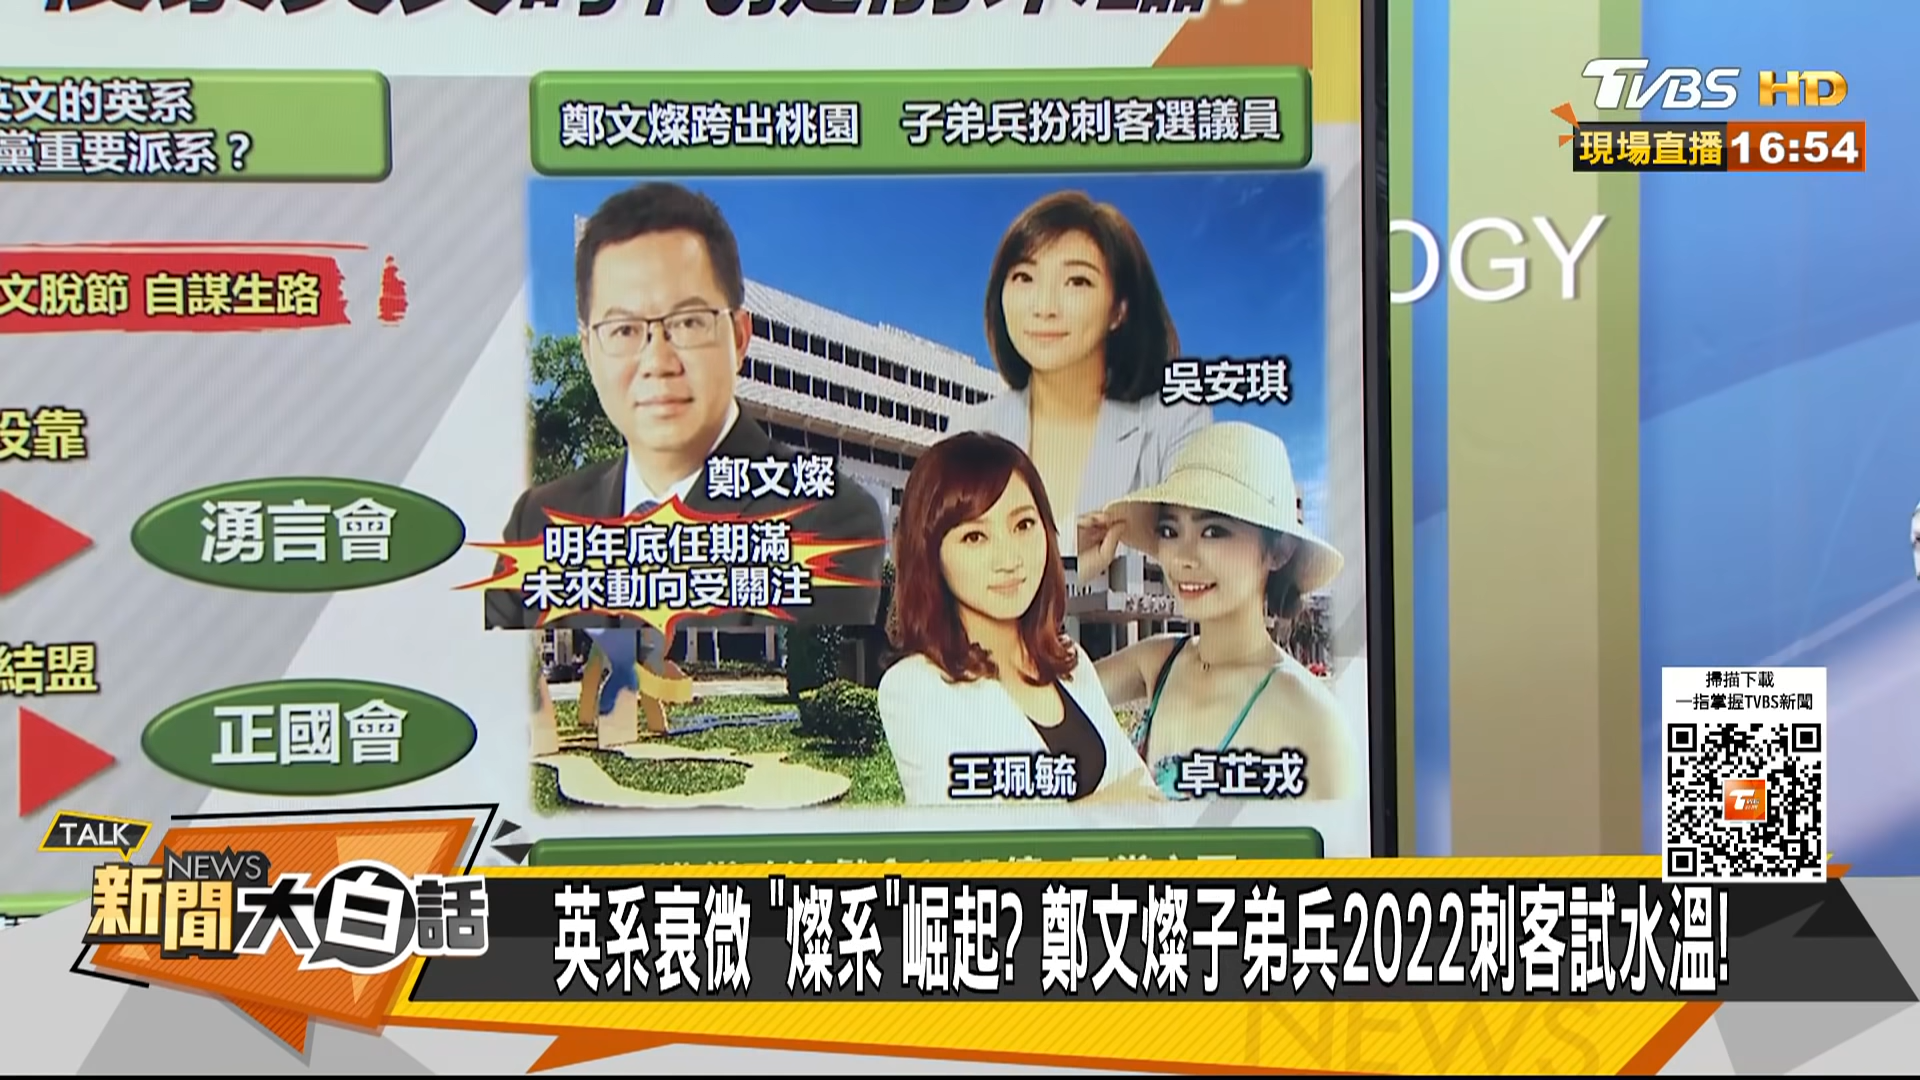 英文的英系
黨重要派系？
文脫節 自謀生路
投靠
湧言會
結盟
正國會
鄭文燦跨出桃園 子弟兵扮刺客選議員
吳安琪
鄭文燦
明年底任期滿
未來動向受關注
王珮毓
卓芷戎
TVBS HD
現場直播 16:54
OGY
掃描下載
一指掌握TVBS新聞
TALK
NEWS
新聞大白話
英系衰微 "燦系"崛起? 鄭文燦子弟兵2022刺客試水溫!
NEWS